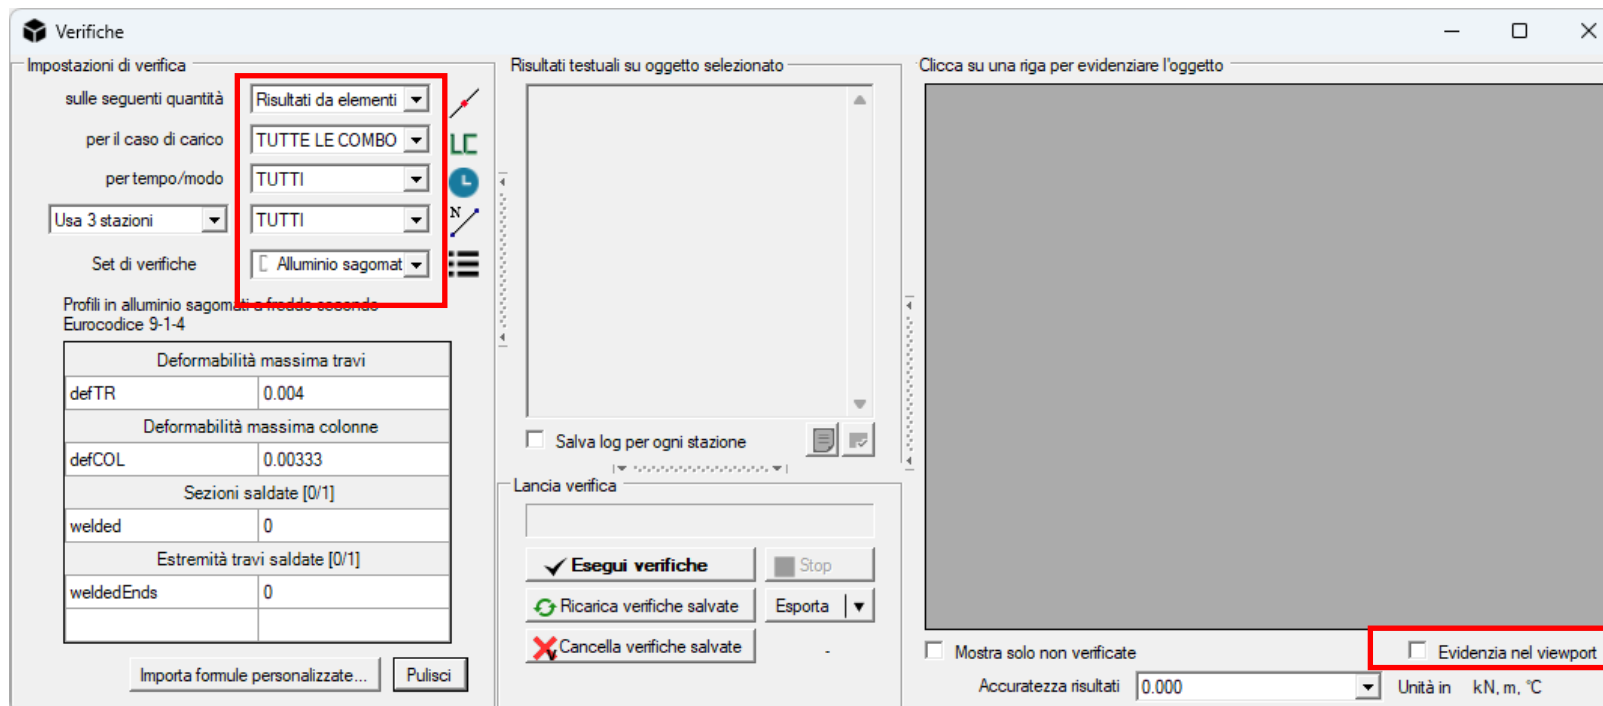 Verifiche
Impostazioni di verifica
sulle seguenti quantità
Risultati da elementi
per il caso di carico
TUTTE LE COMBO
LC
per tempo/modo
TUTTI
Usa 3 stazioni
TUTTI
N
Set di verifiche
Alluminio sagomat
Profili in alluminio sagomati a freddo secondo
Eurocodice 9-1-4
Deformabilità massima travi
defTR 0.004
Deformabilità massima colonne
defCOL 0.00333
Sezioni saldate [0/1]
welded 0
Estremità travi saldate [0/1]
weldedEnds 0
Importa formule personalizzate...
Pulisci
Risultati testuali su oggetto selezionato
Salva log per ogni stazione
Lancia verifica
Esegui verifiche
Stop
Ricarica verifiche salvate
Esporta
Cancella verifiche salvate
-
Clicca su una riga per evidenziare l'oggetto
Mostra solo non verificate
Evidenzia nel viewport
Accuratezza risultati
0.000
Unità in kN, m, °C